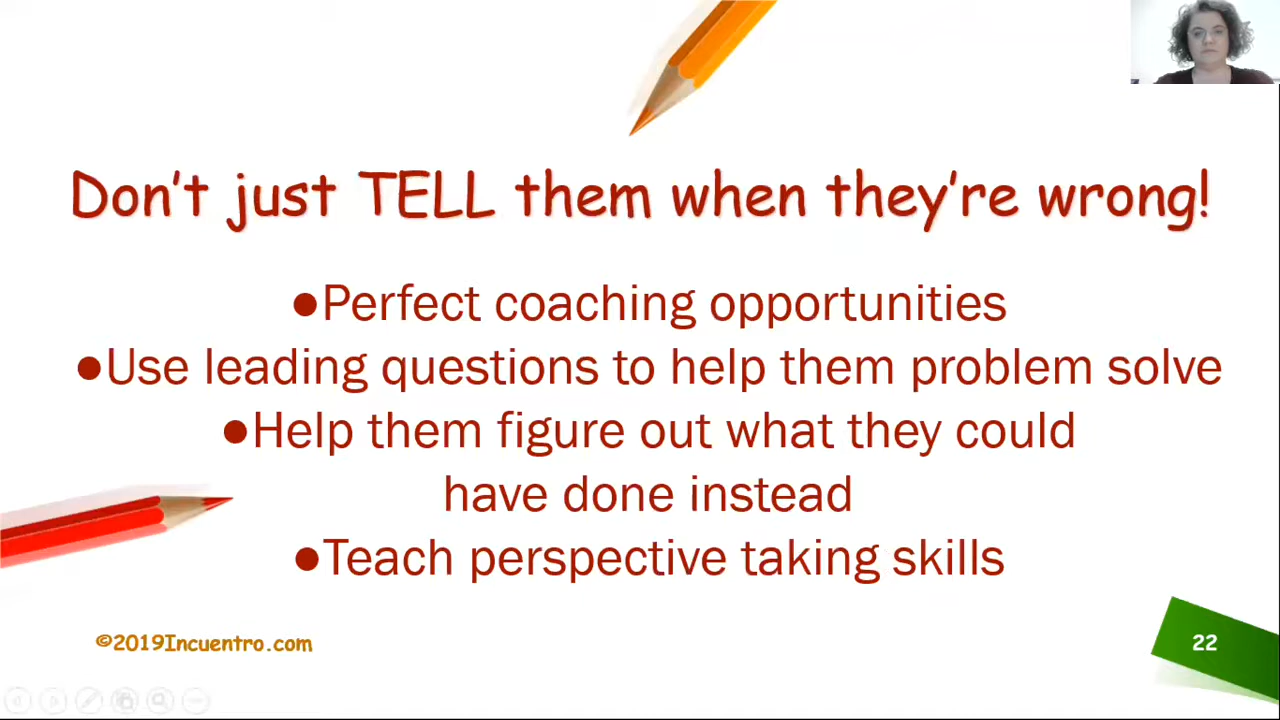 Don't just TELL them when they're wrong!
●Perfect coaching opportunities
●Use leading questions to help them problem solve
●Help them figure out what they could
have done instead
●Teach perspective taking skills
©2019Incuentro.com
22